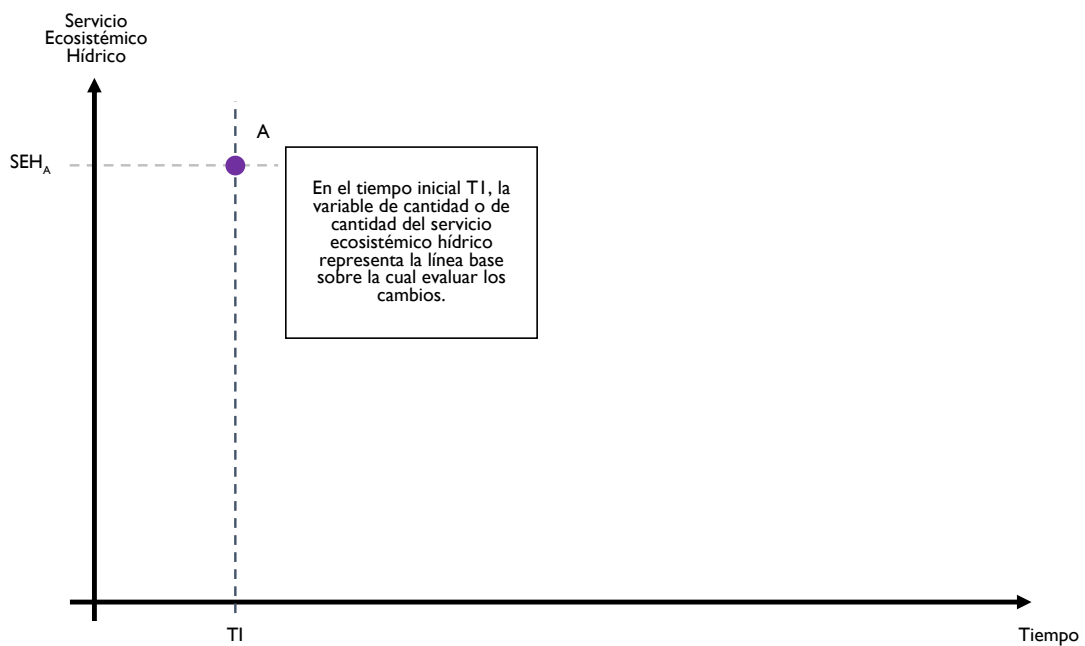 Servicio
Ecosistémico
Hídrico
A
SEHA
En el tiempo inicial T1, la
variable de cantidad o de
cantidad del servicio
ecosistémico hídrico
representa la línea base
sobre la cual evaluar los
cambios.
T1
Tiempo